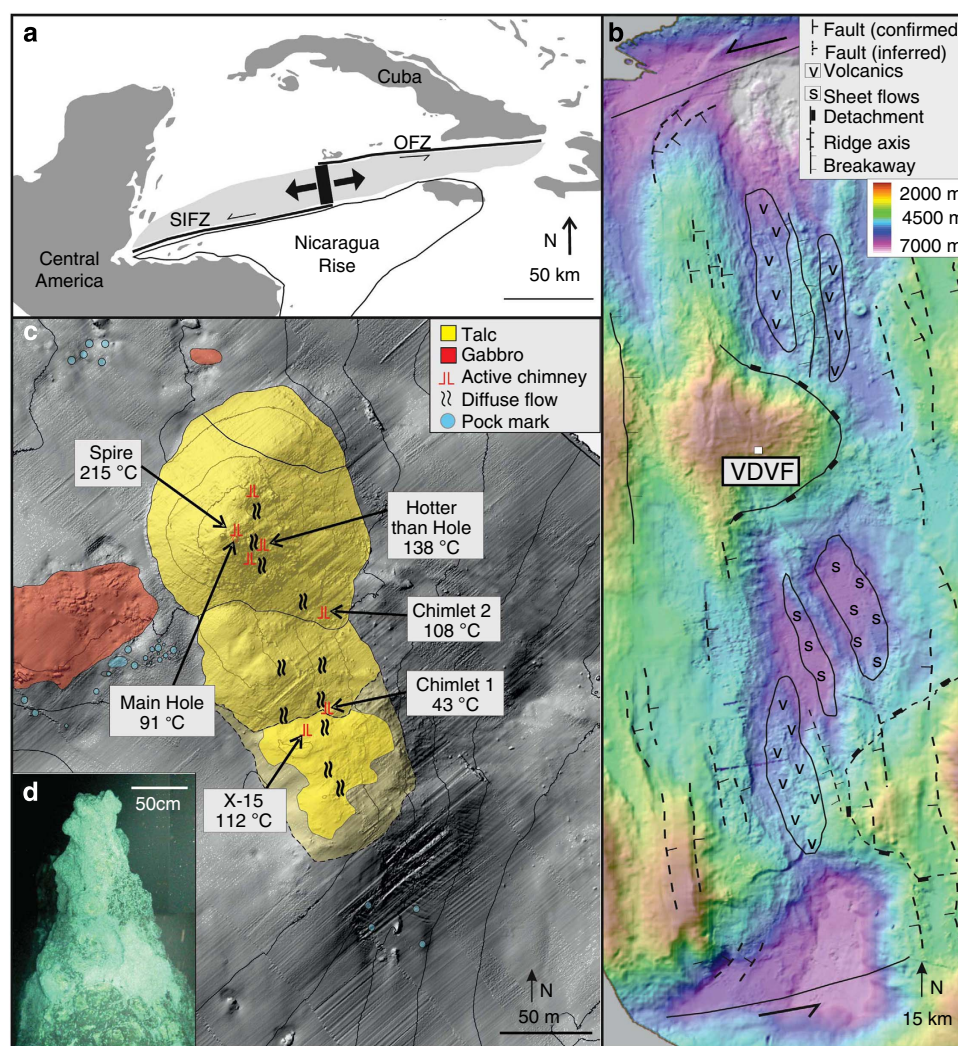 a
Cuba
OFZ
SIFZ
Central
America
Nicaragua
Rise
N
50 km
b
Fault (confirmed
Fault (inferred)
v Volcanics
s Sheet flows
Detachment
Ridge axis
Breakaway
2000 m
4500 m
7000 m
v
v
v
v
v
v
v
v
v
v
VDVF
s
s
s
s
s
s
s
s
v
v
v
v
v
v
v
v
N
15 km
c
Talc
Gabbro
Active chimney
Diffuse flow
Pock mark
Spire
215 °C
Hotter
than Hole
138 °C
Chimlet 2
108 °C
Chimlet 1
43 °C
Main Hole
91 °C
X-15
112 °C
N
50 m
d
50cm